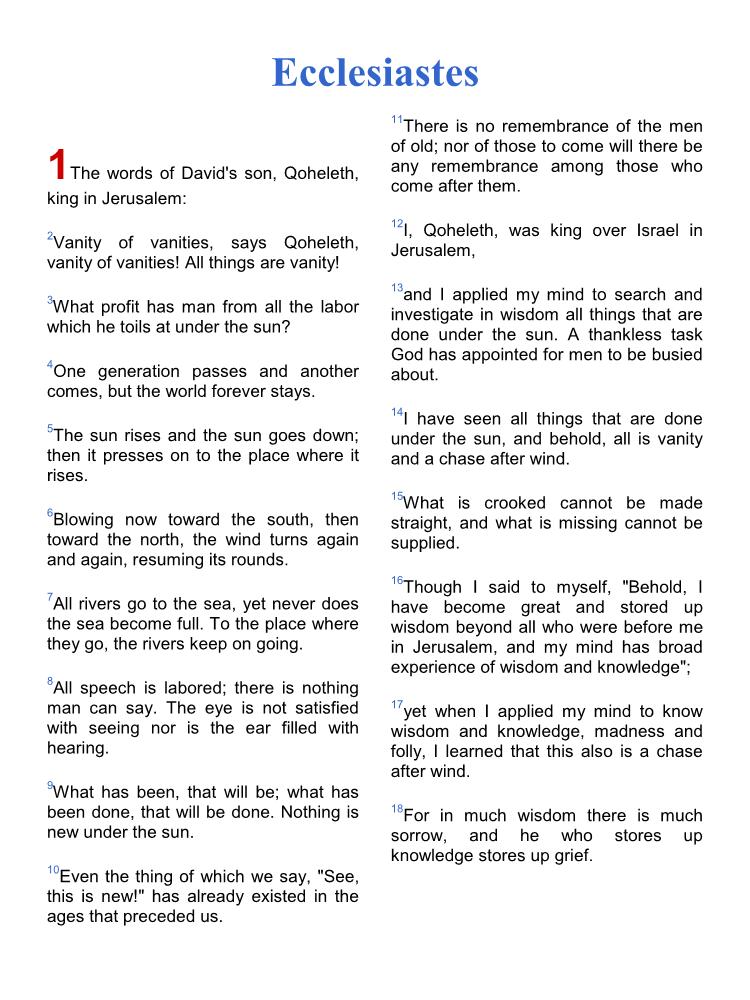 Ecclesiastes
1The words of David's son, Qoheleth,
king in Jerusalem:
2Vanity of vanities, says Qoheleth,
vanity of vanities! All things are vanity!
3What profit has man from all the labor
which he toils at under the sun?
4One generation passes and another
comes, but the world forever stays.
5The sun rises and the sun goes down;
then it presses on to the place where it
rises.
6Blowing now toward the south, then
toward the north, the wind turns again
and again, resuming its rounds.
7All rivers go to the sea, yet never does
the sea become full. To the place where
they go, the rivers keep on going.
8All speech is labored; there is nothing
man can say. The eye is not satisfied
with seeing nor is the ear filled with
hearing.
9What has been, that will be; what has
been done, that will be done. Nothing is
new under the sun.
10Even the thing of which we say, "See,
this is new!" has already existed in the
ages that preceded us.
11There is no remembrance of the men
of old; nor of those to come will there be
any remembrance among those who
come after them.
12I, Qoheleth, was king over Israel in
Jerusalem,
13and I applied my mind to search and
investigate in wisdom all things that are
done under the sun. A thankless task
God has appointed for men to be busied
about.
14I have seen all things that are done
under the sun, and behold, all is vanity
and a chase after wind.
15What is crooked cannot be made
straight, and what is missing cannot be
supplied.
16Though I said to myself, "Behold, I
have become great and stored up
wisdom beyond all who were before me
in Jerusalem, and my mind has broad
experience of wisdom and knowledge";
17yet when I applied my mind to know
wisdom and knowledge, madness and
folly, I learned that this also is a chase
after wind.
18For in much wisdom there is much
sorrow, and he who stores up
knowledge stores up grief.